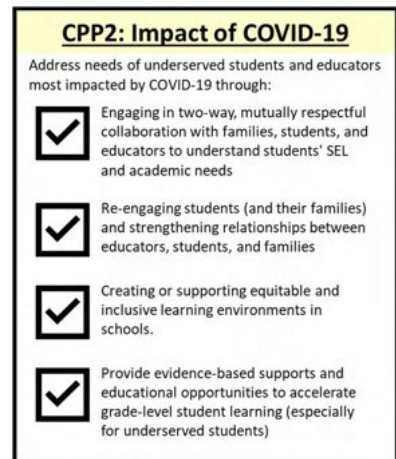 CPP2: Impact of COVID-19
Address needs of underserved students and educators
most impacted by COVID-19 through:
Engaging in two-way, mutually respectful
collaboration with families, students, and
educators to understand students' SEL
and academic needs
Re-engaging students (and their families)
and strengthening relationships between
educators, students, and families
Creating or supporting equitable and
inclusive learning environments in
schools.
Provide evidence-based supports and
educational opportunities to accelerate
grade-level student learning (especially
for underserved students)